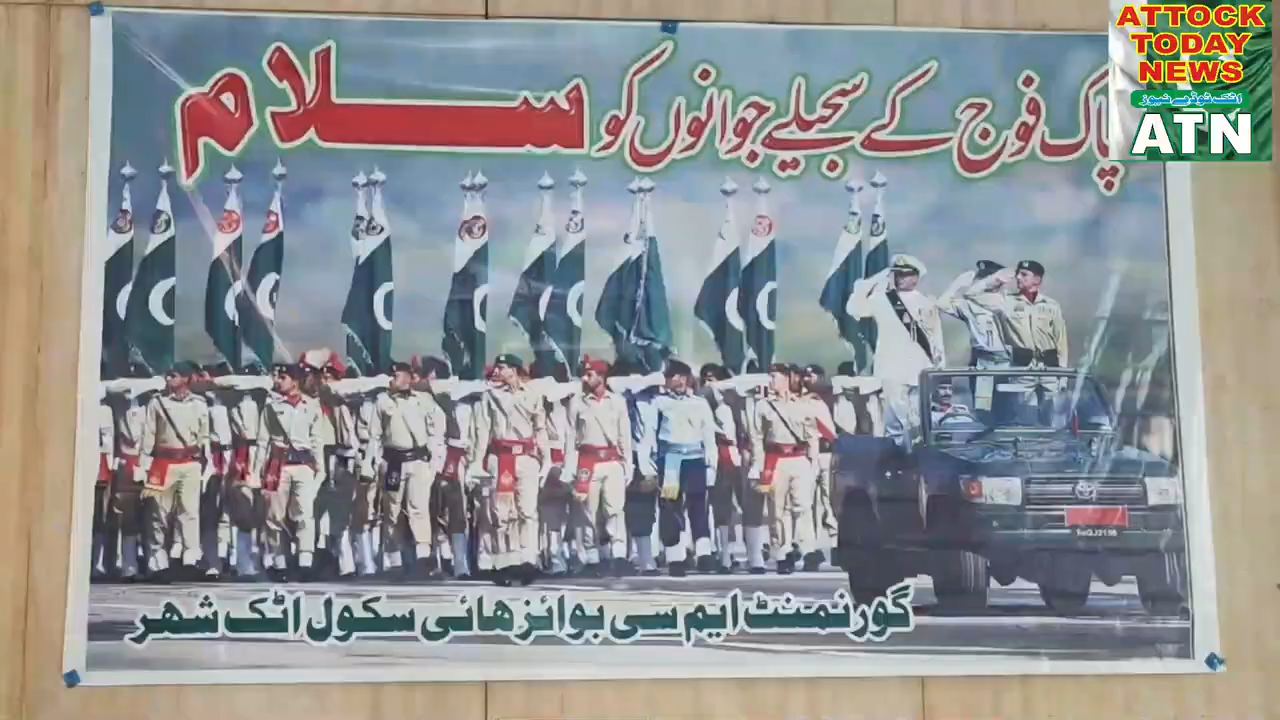 پاک فوج کے سجیلے جوانوں کو سلام
ATTOCK
TODAY
NEWS
اٹک ٹوڈے نیوز
ATN
گورنمنٹ ایم سی بوائز ہائی سکول اٹک شہر